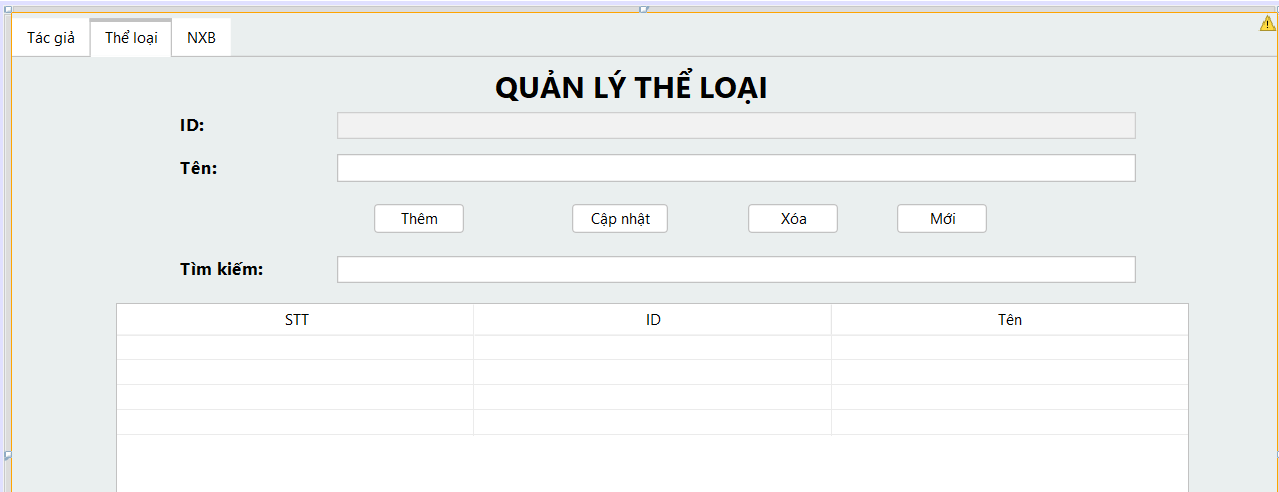 Tác giả Thể loại NXB
QUẢN LÝ THỂ LOẠI
ID:
Tên:
Thêm Cập nhật Xóa Mới
Tìm kiếm:
STT ID Tên